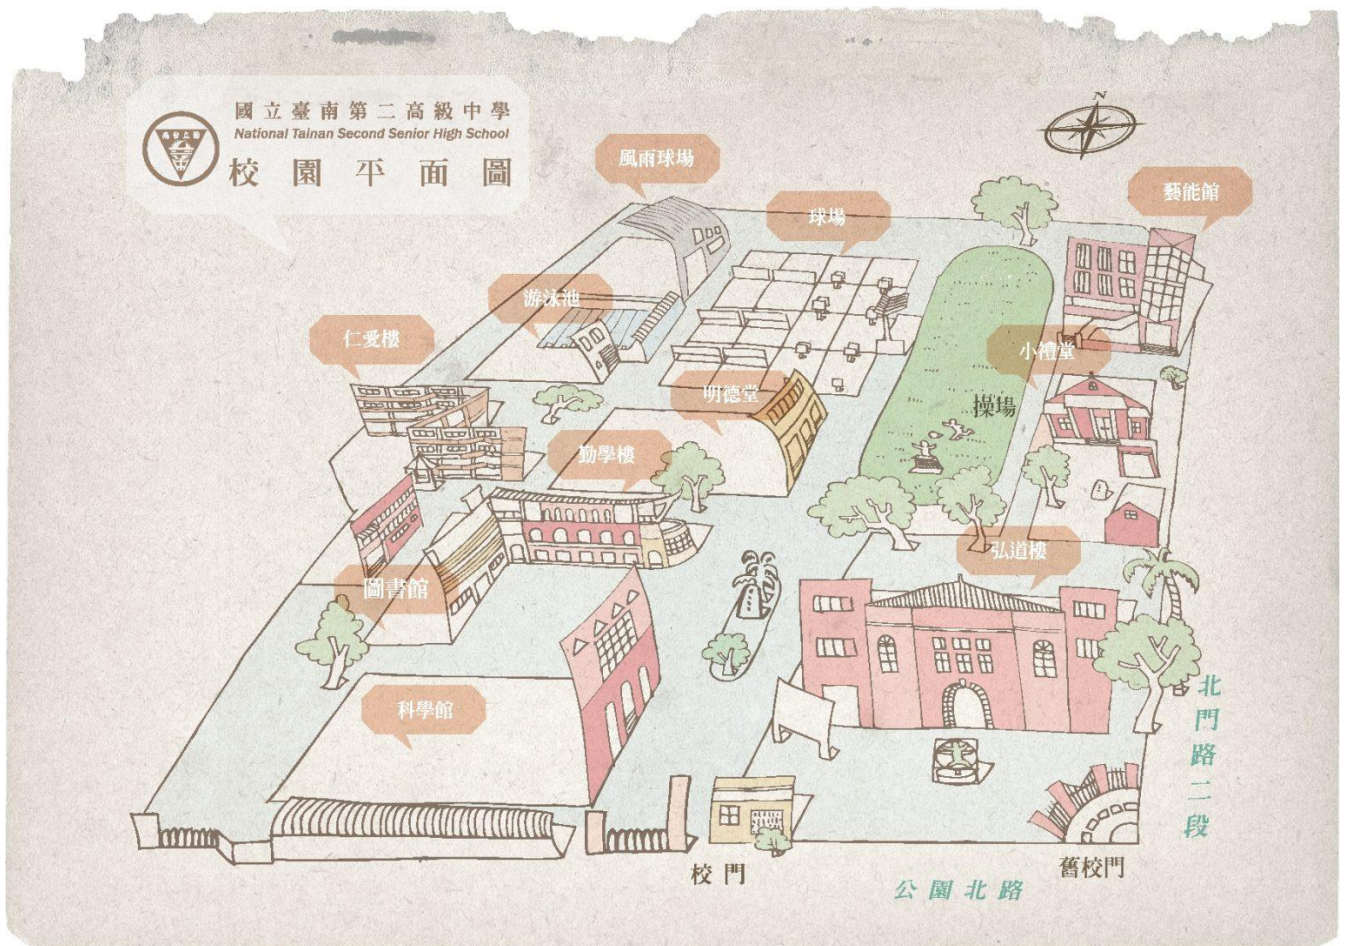 國立臺南第二高級中學
National Tainan Second Senior High School
校園平面圖
N
風雨球場
藝能館
球場
游泳池
仁愛樓
小禮堂
明德堂
操場
勤學樓
弘道樓
圖書館
科學館
北門路二段
校門
舊校門
公園北路